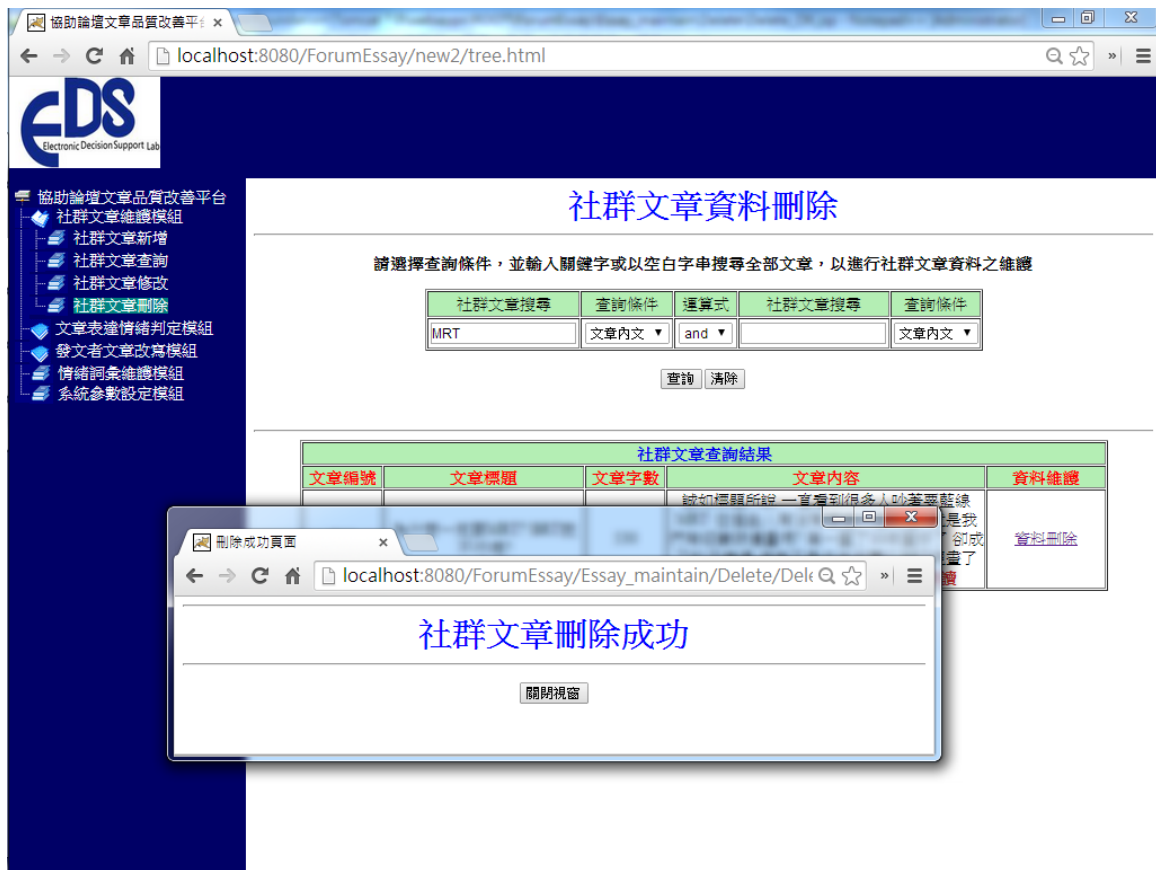 協助論壇文章品質改善平台
localhost:8080/ForumEssay/new2/tree.html
EDS
Electronic Decision Support Lab
協助論壇文章品質改善平台
社群文章維護模組
社群文章新增
社群文章查詢
社群文章修改
社群文章刪除
文章表達情緒判定模組
發文者文章改寫模組
情緒詞彙維護模組
系統參數設定模組
社群文章資料刪除
請選擇查詢條件，並輸入關鍵字或以空白字串搜尋全部文章，以進行社群文章資料之維護
社群文章搜尋 查詢條件 運算式 社群文章搜尋 查詢條件
MRT 文章內文 and 文章內文
查詢 清除
社群文章查詢結果
文章編號 文章標題 文章字數 文章內容 資料維護
誠如標題所說 一直看到很多人吵著要藍線
是我
卻成
資料刪除
盡了
讀
刪除成功頁面
localhost:8080/ForumEssay/Essay_maintain/Delete/Dele
社群文章刪除成功
關閉視窗